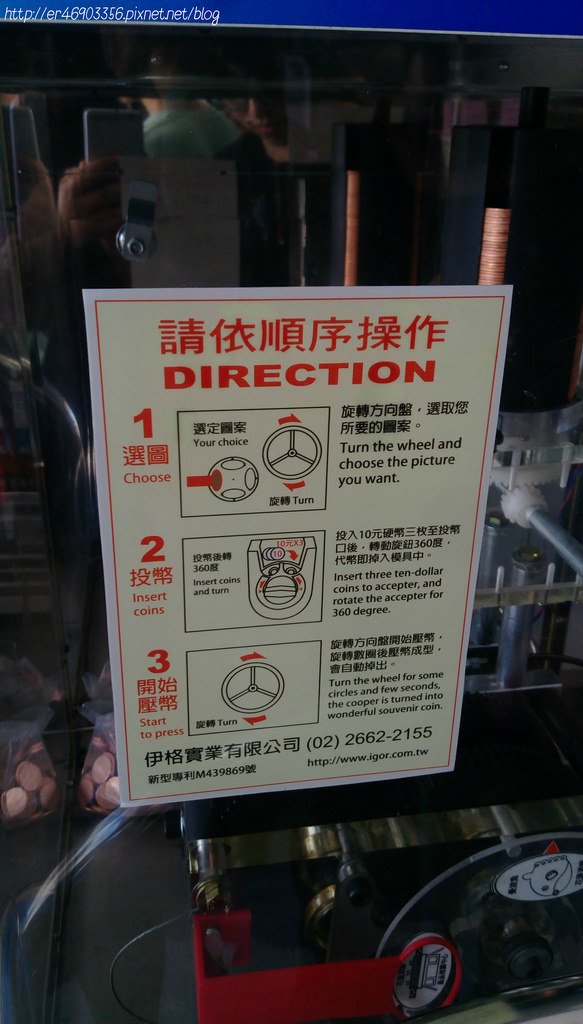 http://er46903356.pixnet.net/blog
請依順序操作
DIRECTION
1
選圖
Choose
選定圖案
Your choice
旋轉 Turn
旋轉方向盤，選取您
所要的圖案。
Turn the wheel and
choose the picture
you want.
2
投幣
Insert
coins
投幣後轉
360度
Insert coins
and turn
10元X3
10
投入10元硬幣三枚至投幣
口後，轉動旋鈕360度，
代幣即掉入模具中。
Insert three ten-dollar
coins to accepter, and
rotate the accepter for
360 degree.
3
開始
壓幣
Start
to press
旋轉 Turn
旋轉方向盤開始壓幣，
旋轉數圈後壓幣成型，
會自動掉出。
Turn the wheel for some
circles and few seconds,
the cooper is turned into
wonderful souvenir coin.
伊格實業有限公司 (02) 2662-2155
新型專利M439869號
http://www.igor.com.tw